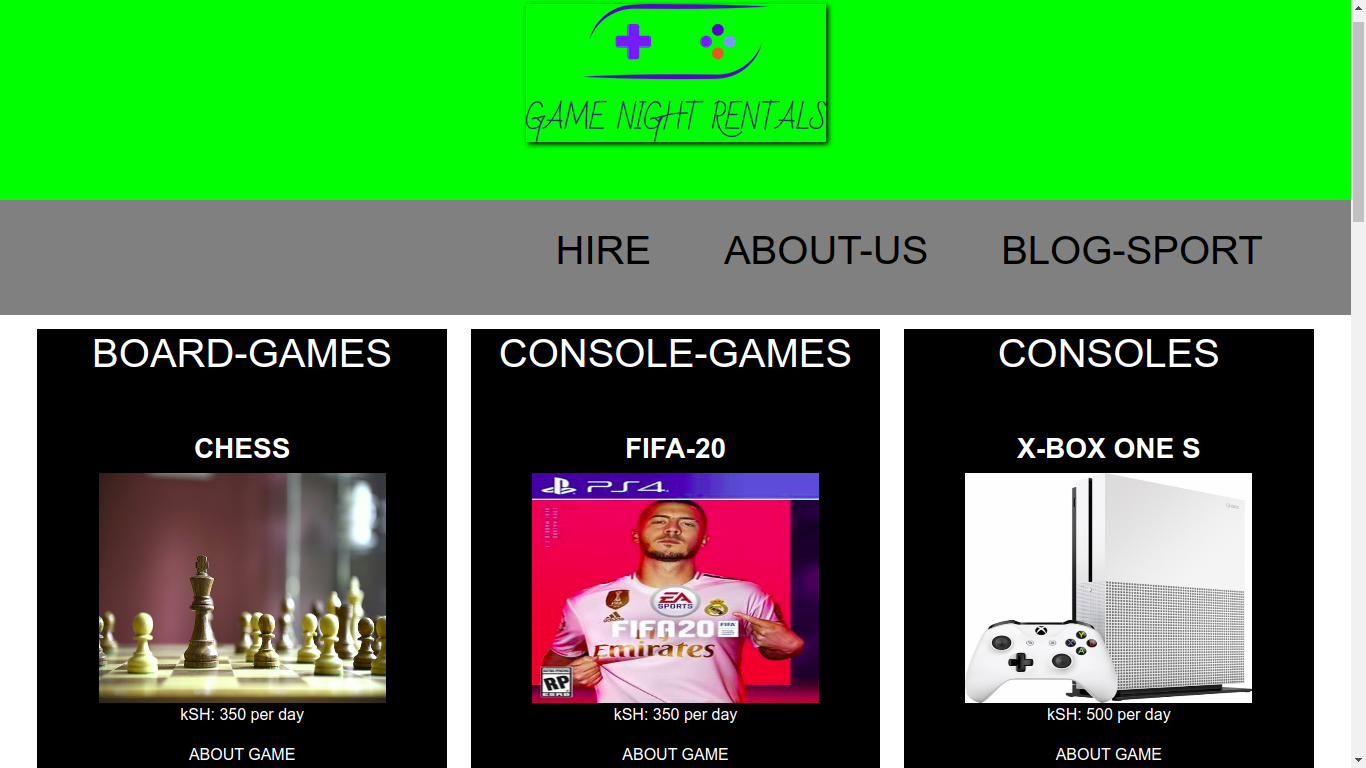 GAME NIGHT RENTALS
HIRE
ABOUT-US
BLOG-SPORT
BOARD-GAMES
CHESS
kSH: 350 per day
ABOUT GAME
CONSOLE-GAMES
FIFA-20
PS4
EA
SPORTS
FIFA20
FIFA
Emirates
RP
ESRB
kSH: 350 per day
ABOUT GAME
CONSOLES
X-BOX ONE S
kSH: 500 per day
ABOUT GAME